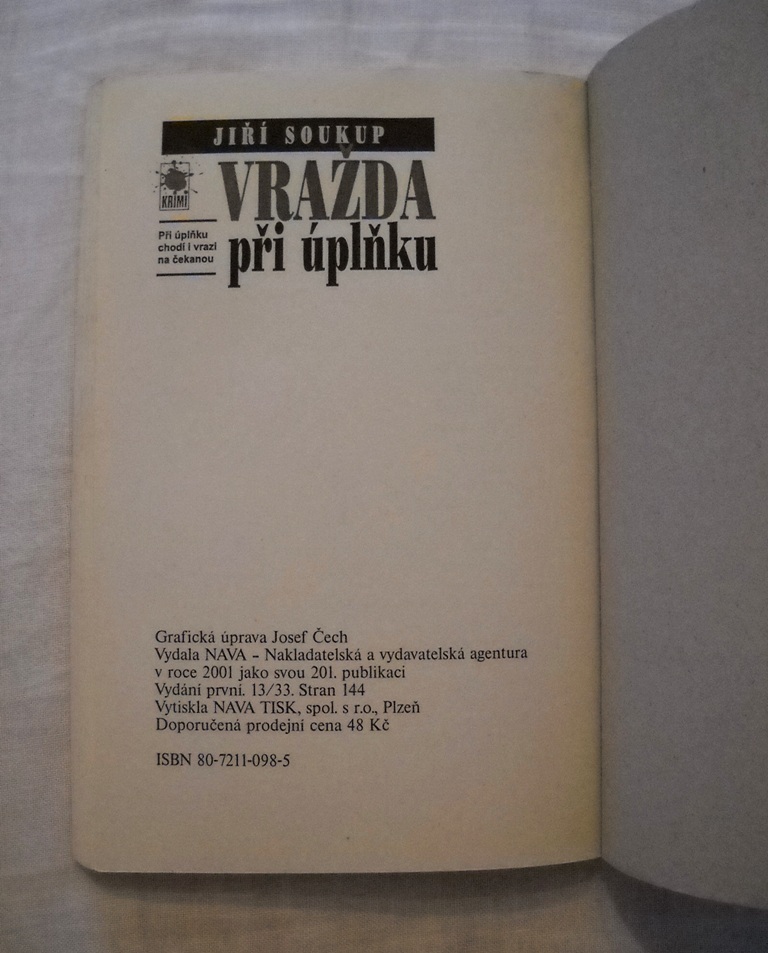 JIŘÍ SOUKUP
KRIMI
VRAŽDA
při úplňku
Při úplňku
chodí i vrazi
na čekanou
Grafická úprava Josef Čech
Vydala NAVA – Nakladatelská a vydavatelská agentura
v roce 2001 jako svou 201. publikaci
Vydání první. 13/33. Stran 144
Vytiskla NAVA TISK, spol. s r.o., Plzeň
Doporučená prodejní cena 48 Kč
ISBN 80-7211-098-5